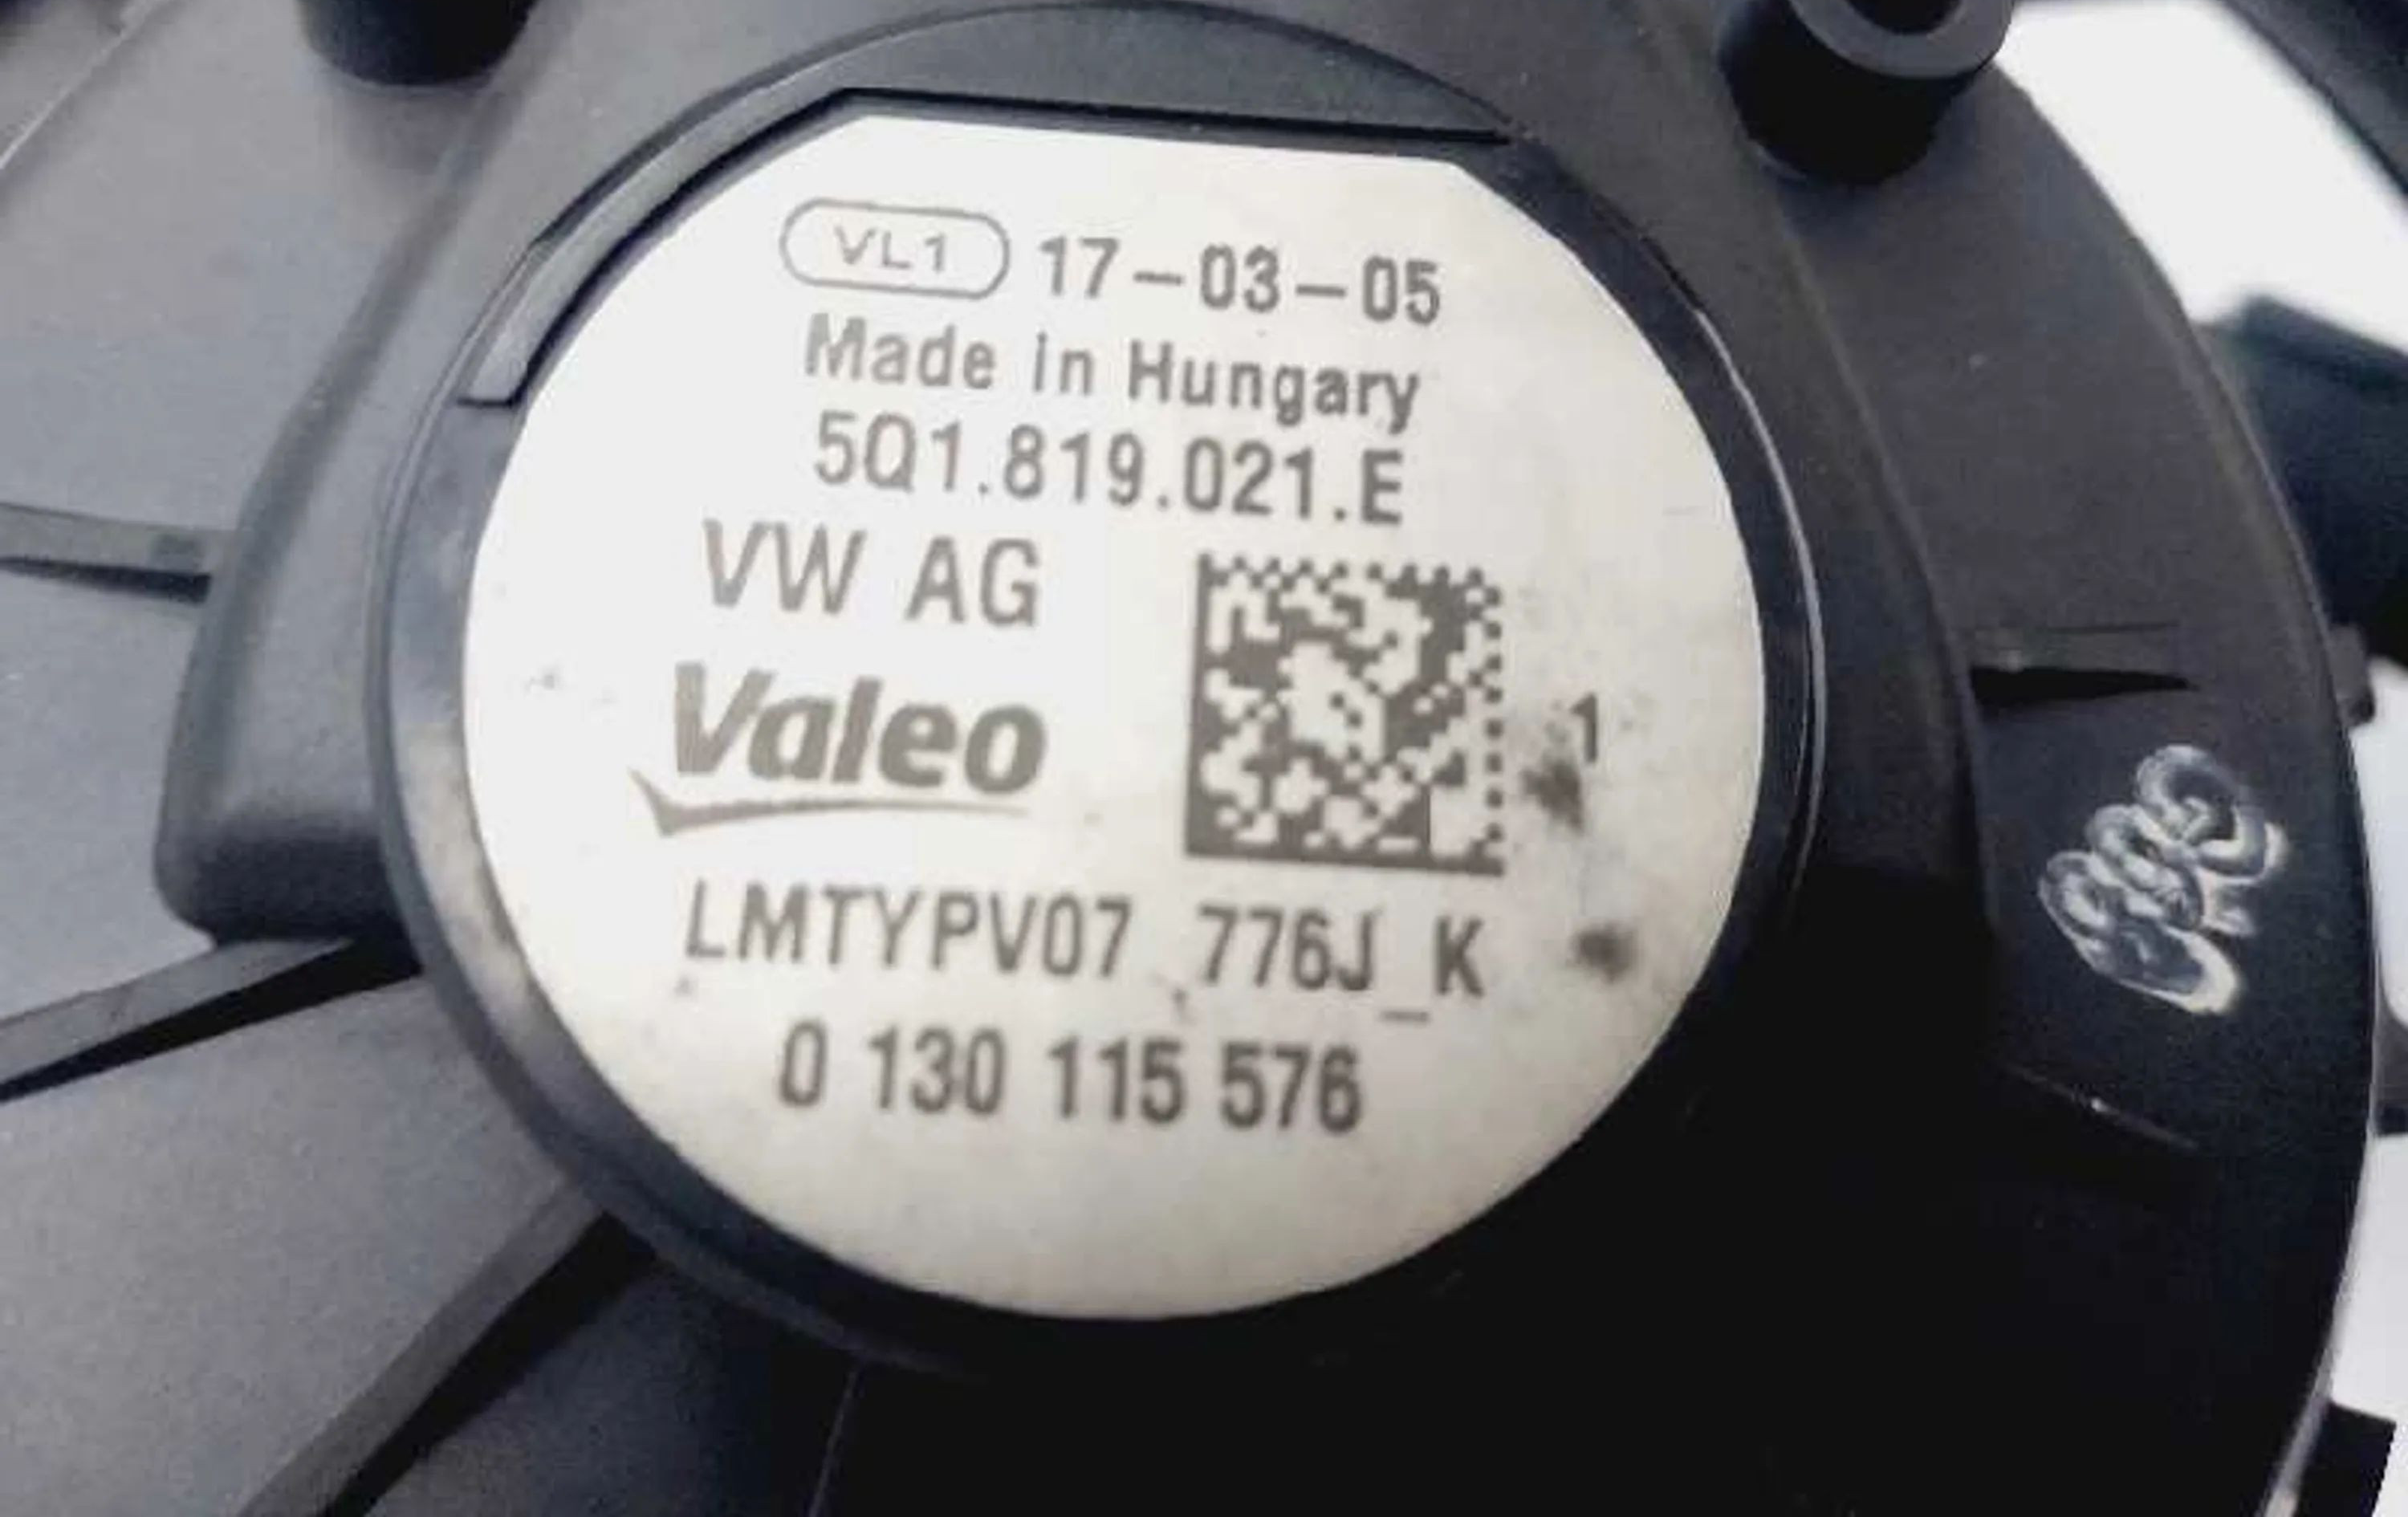 VL1 17-03-05
Made in Hungary
5Q1.819.021.E
VW AG
Valeo
1
LMTYPV07 776J_K
0 130 115 576